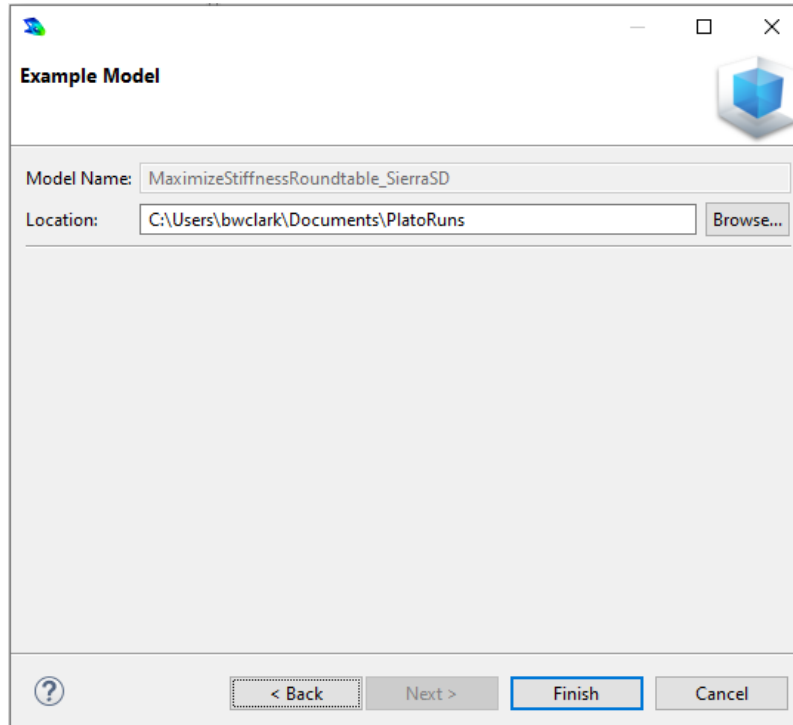 Example Model
Model Name: MaximizeStiffnessRoundtable_SierraSD
Location: C:\Users\bwclark\Documents\PlatoRuns Browse...
? < Back Next > Finish Cancel